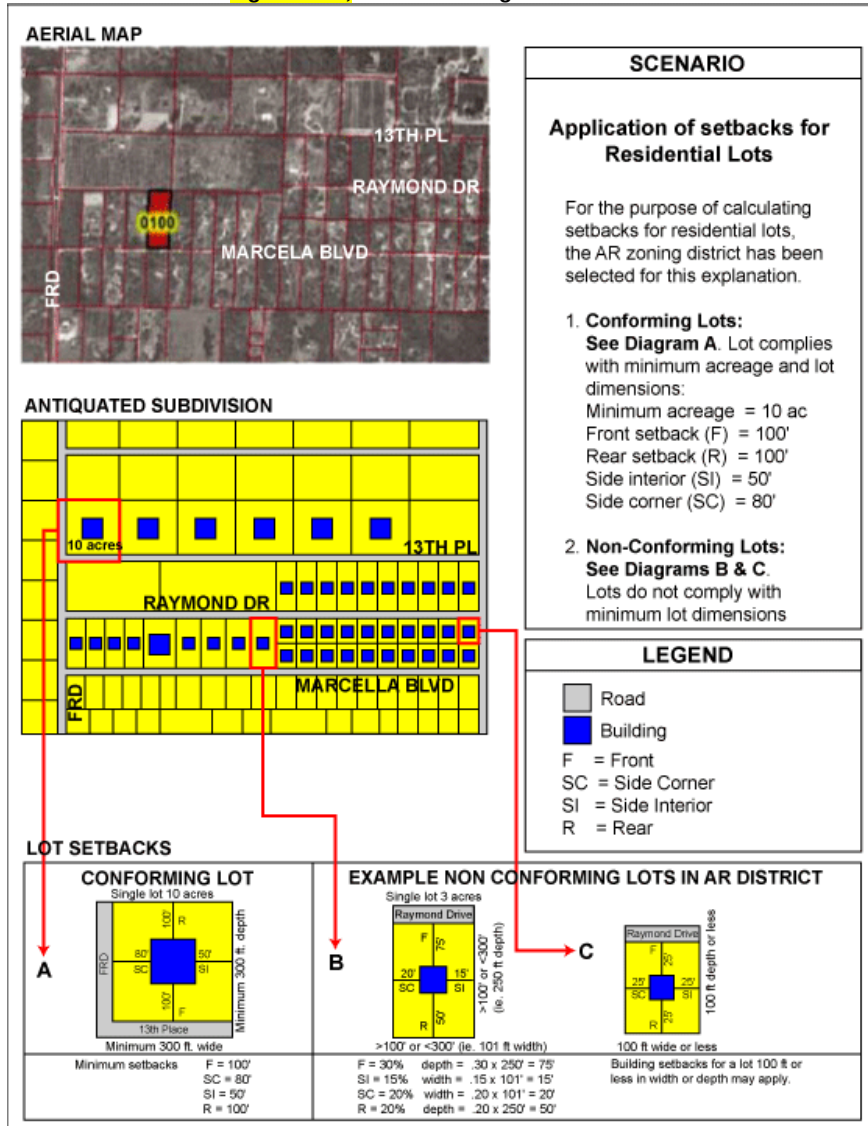 AERIAL MAP
13TH PL
RAYMOND DR
0100
MARCELA BLVD
FRD
ANTIQUATED SUBDIVISION
10 acres
13TH PL
RAYMOND DR
MARCELLA BLVD
FRD
SCENARIO
Application of setbacks for
Residential Lots
For the purpose of calculating
setbacks for residential lots,
the AR zoning district has been
selected for this explanation.
1. Conforming Lots:
See Diagram A. Lot complies
with minimum acreage and lot
dimensions:
Minimum acreage = 10 ac
Front setback (F) = 100'
Rear setback (R) = 100'
Side interior (SI) = 50'
Side corner (SC) = 80'
2. Non-Conforming Lots:
See Diagrams B & C.
Lots do not comply with
minimum lot dimensions
LEGEND
Road
Building
F = Front
SC = Side Corner
SI = Side Interior
R = Rear
LOT SETBACKS
CONFORMING LOT
Single lot 10 acres
A
FRD
100'
R
80'
SC
50'
SI
100'
F
13th Place
Minimum 300 ft. depth
Minimum 300 ft. wide
Minimum setbacks F = 100'
SC = 80'
SI = 50'
R = 100'
EXAMPLE NON CONFORMING LOTS IN AR DISTRICT
Single lot 3 acres
B
Raymond Drive
F
75'
20'
SC
15'
SI
R
50'
>100' or <300'
(ie. 250 ft depth)
>100' or <300' (ie. 101 ft width)
F = 30% depth = .30 x 250' = 75'
SI = 15% width = .15 x 101' = 15'
SC = 20% width = .20 x 101' = 20'
R = 20% depth = .20 x 250' = 50'
C
Raymond Drive
F
25'
25'
SC
25'
SI
R
25'
100 ft depth or less
100 ft wide or less
Building setbacks for a lot 100 ft or
less in width or depth may apply.